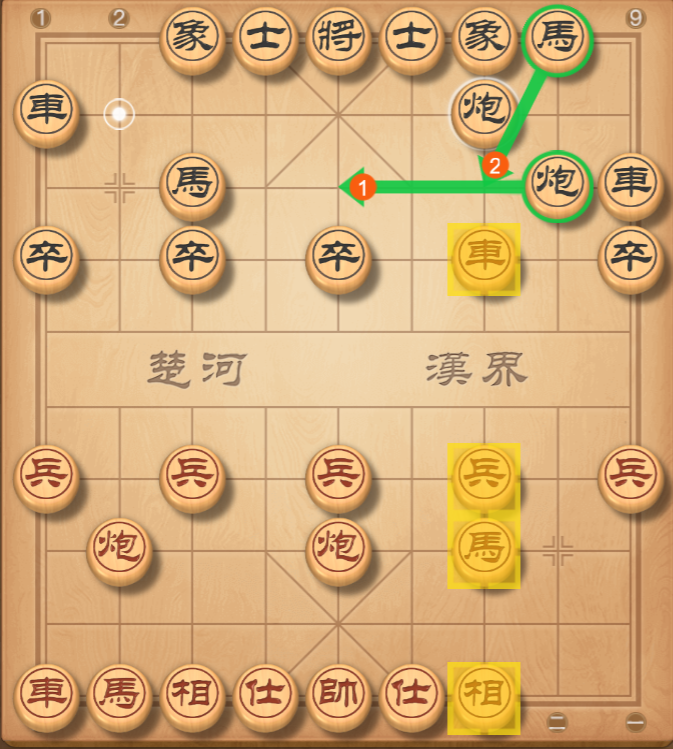 1 2 9
象 士 將 士 象 馬
車 炮
2
馬 1 炮 車
卒 卒 卒 車 卒
楚河 漢界
兵 兵 兵 兵 兵
炮 炮 馬
車 馬 相 仕 帥 仕 相 二 一